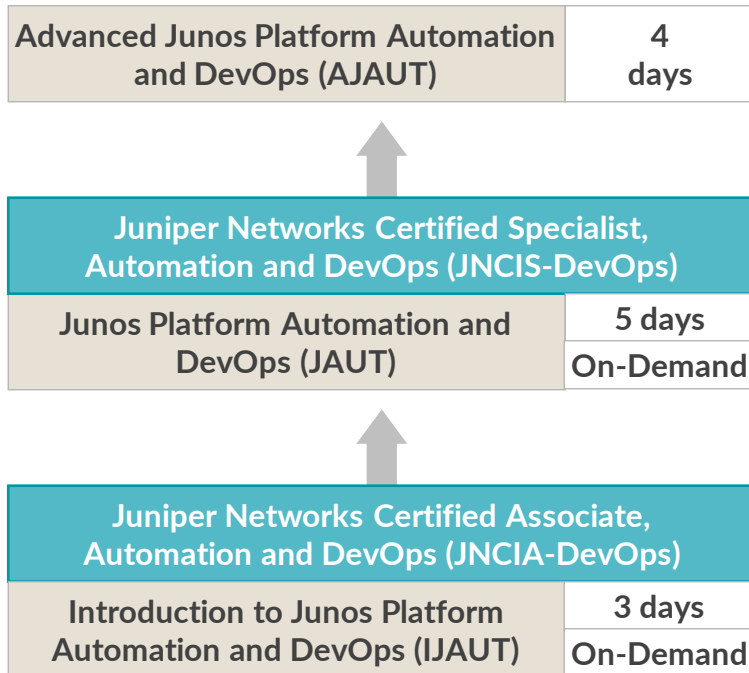 Advanced Junos Platform Automation
and DevOps (AJAUT)
4
days
Juniper Networks Certified Specialist,
Automation and DevOps (JNCIS-DevOps)
Junos Platform Automation and
DevOps (JAUT)
5 days
On-Demand
Juniper Networks Certified Associate,
Automation and DevOps (JNCIA-DevOps)
Introduction to Junos Platform
Automation and DevOps (IJAUT)
3 days
On-Demand